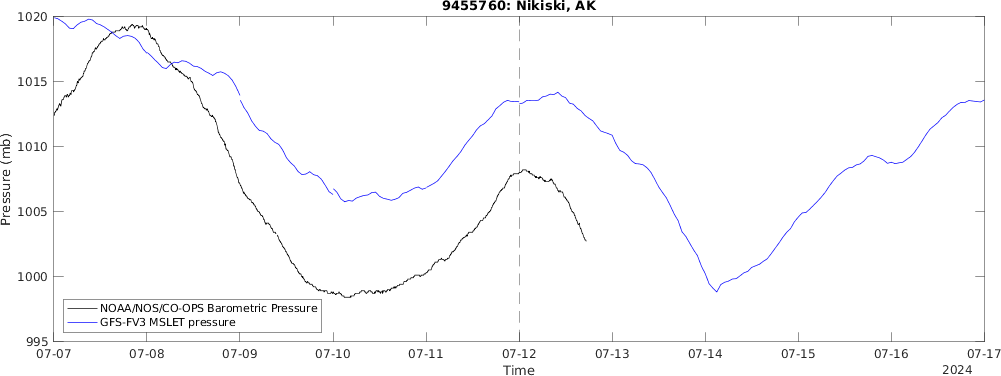 9455760: Nikiski, AK
Pressure (mb)
1020
1015
1010
1005
1000
995
NOAA/NOS/CO-OPS Barometric Pressure
GFS-FV3 MSLET pressure
07-07 07-08 07-09 07-10 07-11 07-12 07-13 07-14 07-15 07-16 07-17
Time
2024